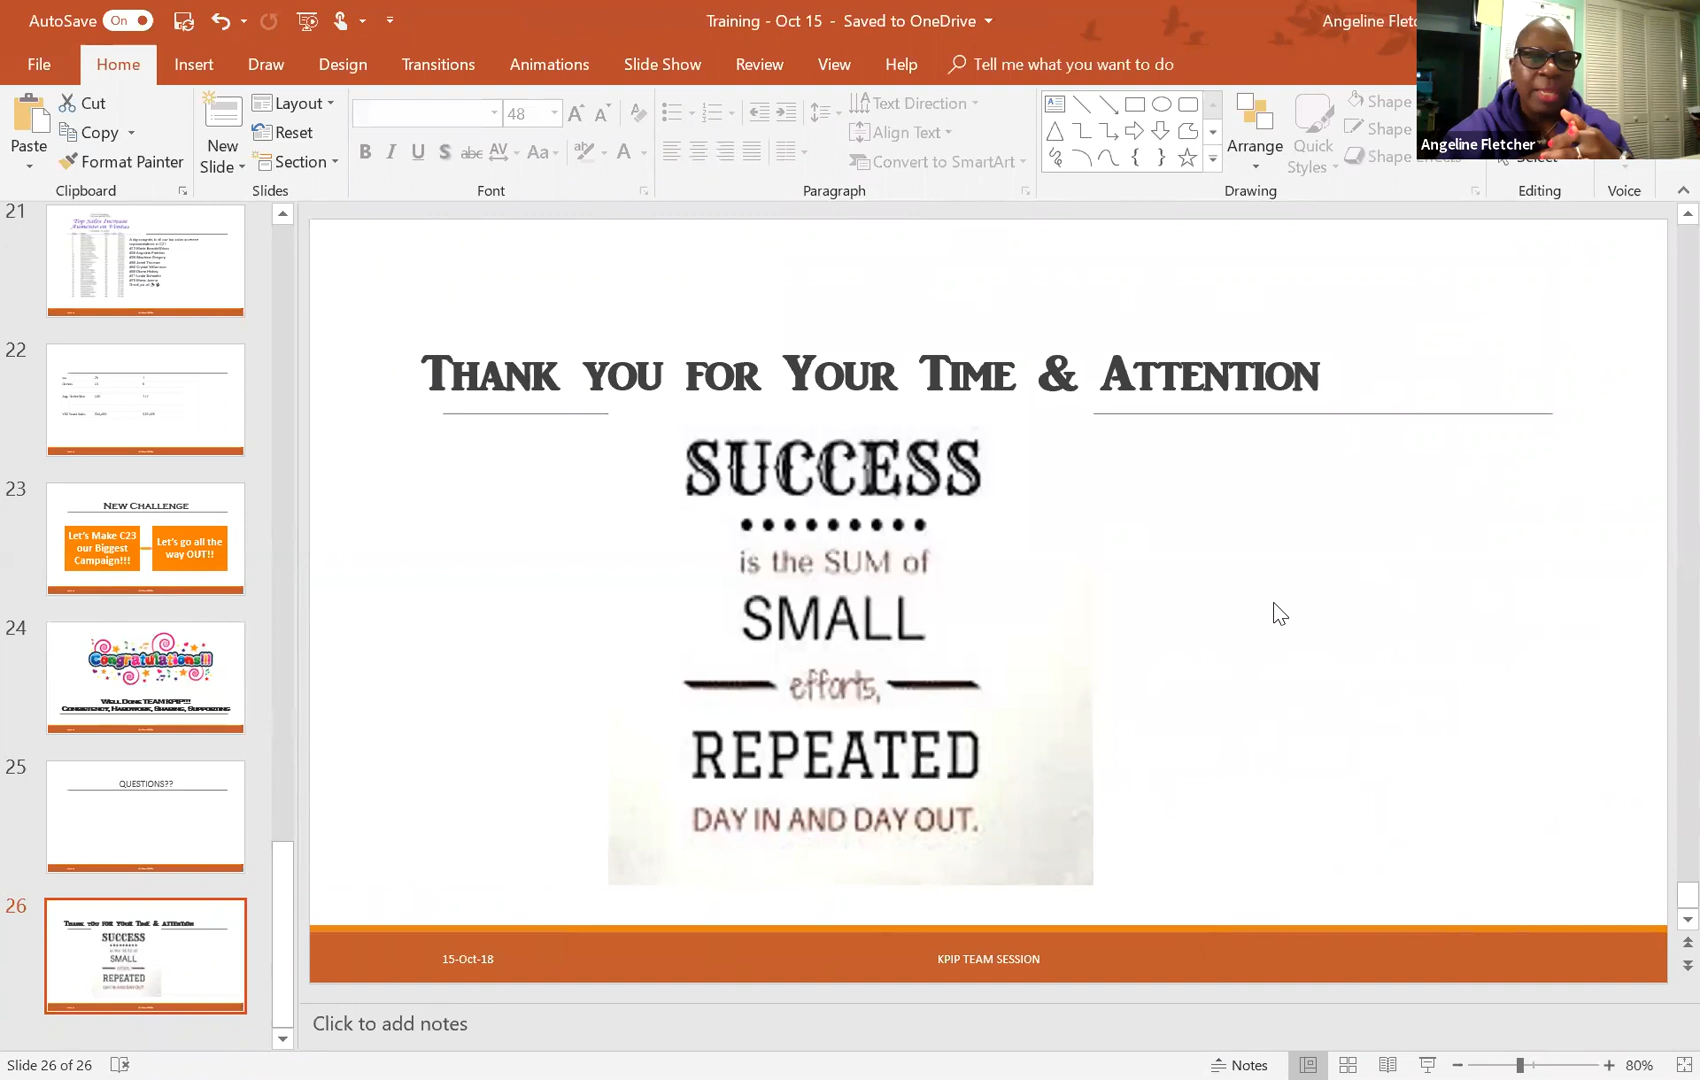 AutoSave On
Training - Oct 15 - Saved to OneDrive
Angeline Fletc
File Home Insert Draw Design Transitions Animations Slide Show Review View Help Tell me what you want to do
Cut
Copy
Format Painter
Paste
Clipboard
New Slide
Layout
Reset
Section
Slides
48
B I U S abc AV Aa A
Font
Text Direction
Align Text
Convert to SmartArt
Paragraph
Arrange
Quick Styles
Shape
Shape
Shape Effects
Drawing
Select
Editing
Voice
Angeline Fletcher
21
Top Sales Increase
Aumento en Ventas
22
23
New Challenge
Let's Make C23 our Biggest Campaign!!!
Let's go all the way OUT!!
24
Congratulations!!!
Well Done TEAM KPIP!!!
Consistency, Hardwork, Sharing, Supporting
25
QUESTIONS??
26
Thank you for Your Time & Attention
SUCCESS
SMALL
REPEATED
DAY IN AND DAY OUT.
Thank you for Your Time & Attention
SUCCESS
is the SUM of
SMALL
efforts,
REPEATED
DAY IN AND DAY OUT.
15-Oct-18
KPIP TEAM SESSION
Click to add notes
Slide 26 of 26
Notes
80%